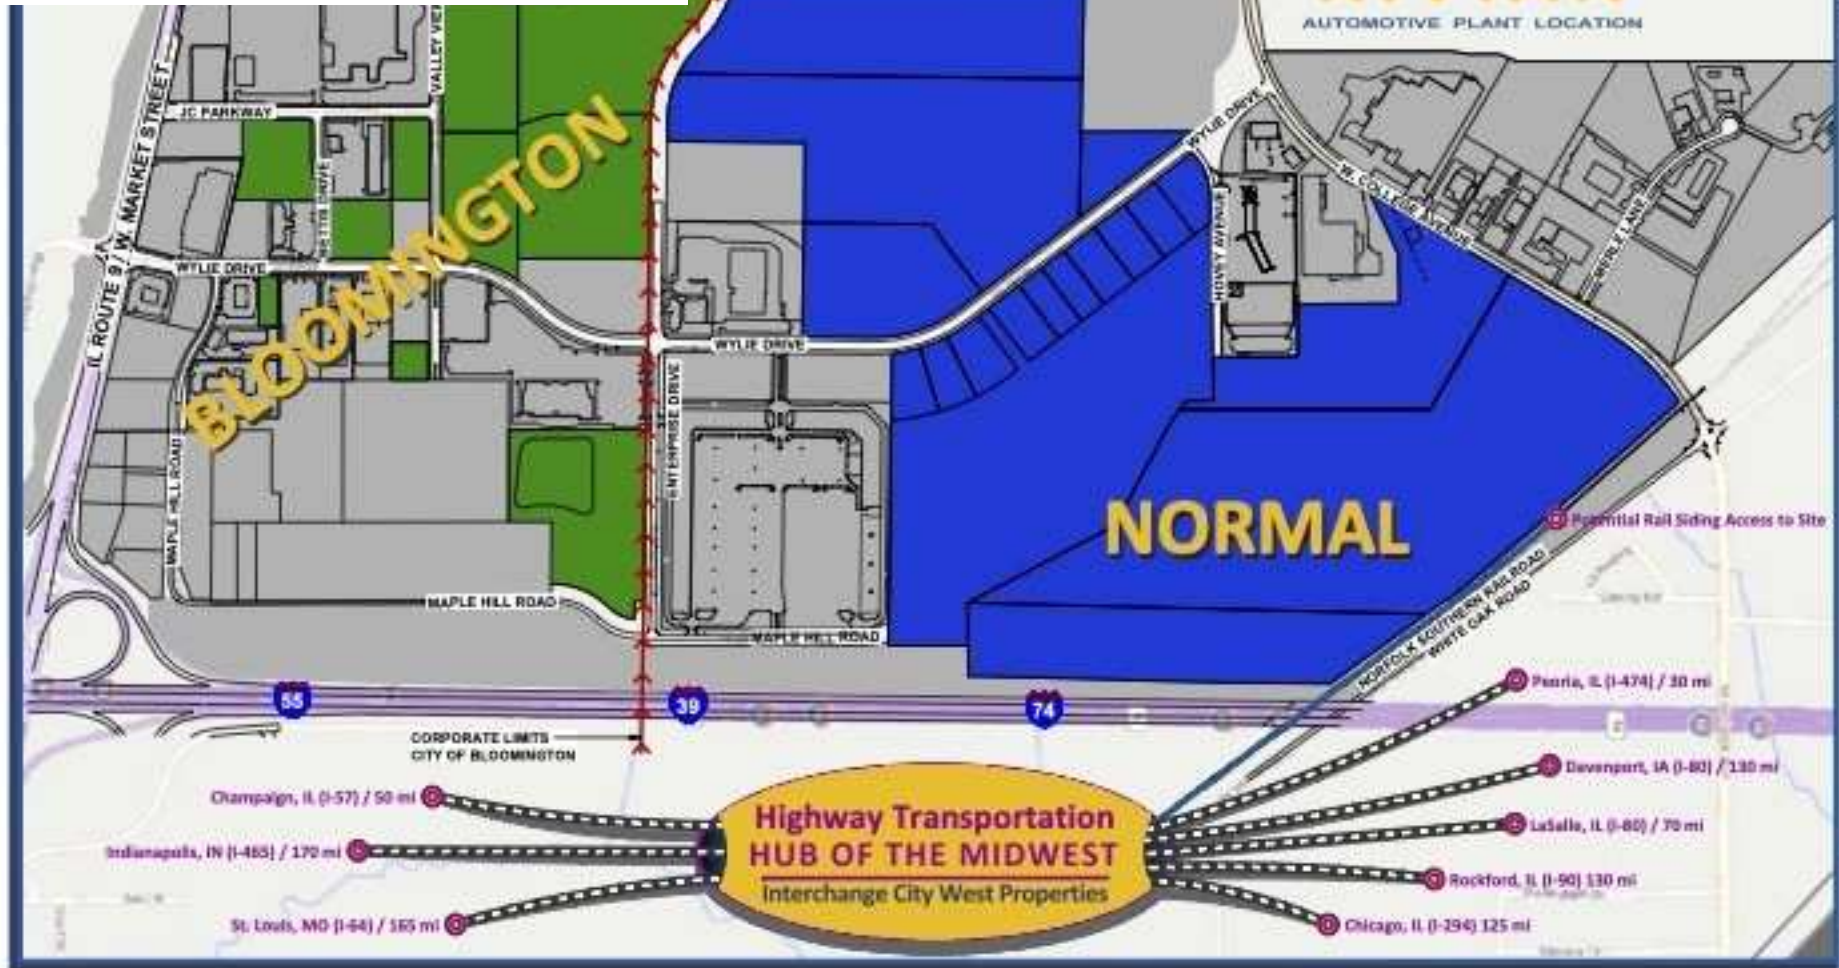 AUTOMOTIVE PLANT LOCATION
VALLEY VIE
JC PARKWAY
IL ROUTE 9 / W. MARKET STREET
BLOOMINGTON
WYLIE DRIVE
W. COLLEGE AVENUE
WYLIE DRIVE
HOVEY AVENUE
WYLIE DRIVE
ENTERPRISE DRIVE
MAPLE HILL ROAD
NORMAL
Potential Rail Siding Access to Site
MAPLE HILL ROAD
MAPLE HILL ROAD
NORFOLK SOUTHERN RAILROAD
WHITE OAK ROAD
55
39
74
CORPORATE LIMITS
CITY OF BLOOMINGTON
Peoria, IL (I-474) / 30 mi
Davenport, IA (I-80) / 130 mi
LaSalle, IL (I-80) / 70 mi
Rockford, IL (I-90) 130 mi
Chicago, IL (I-294) 125 mi
Champaign, IL (I-57) / 50 mi
Indianapolis, IN (I-465) / 170 mi
St. Louis, MO (I-64) / 165 mi
Highway Transportation
HUB OF THE MIDWEST
Interchange City West Properties